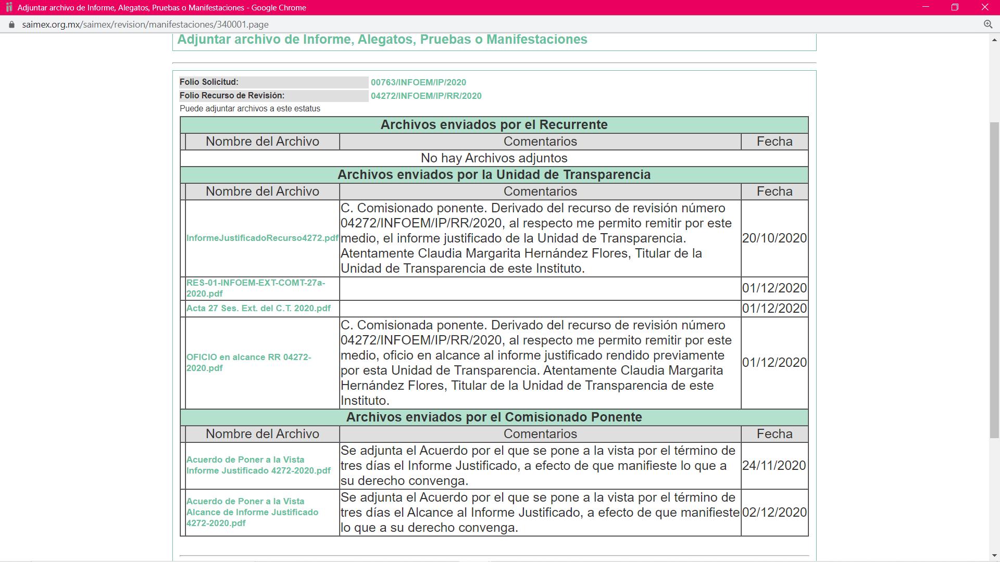 Adjuntar archivo de Informe, Alegatos, Pruebas o Manifestaciones - Google Chrome
saimex.org.mx/saimex/revision/manifestaciones/340001.page
Adjuntar archivo de Informe, Alegatos, Pruebas o Manifestaciones
Folio Solicitud: 00763/INFOEM/IP/2020
Folio Recurso de Revisión: 04272/INFOEM/IP/RR/2020
Puede adjuntar archivos a este estatus
Archivos enviados por el Recurrente
Nombre del Archivo Comentarios Fecha
No hay Archivos adjuntos
Archivos enviados por la Unidad de Transparencia
Nombre del Archivo Comentarios Fecha
InformeJustificadoRecurso4272.pdf
C. Comisionado ponente. Derivado del recurso de revisión número
04272/INFOEM/IP/RR/2020, al respecto me permito remitir por este
medio, el informe justificado de la Unidad de Transparencia.
Atentamente Claudia Margarita Hernández Flores, Titular de la
Unidad de Transparencia de este Instituto.
20/10/2020
RES-01-INFOEM-EXT-COMT-27a-
2020.pdf
01/12/2020
Acta 27 Ses. Ext. del C.T. 2020.pdf
01/12/2020
OFICIO en alcance RR 04272-
2020.pdf
C. Comisionada ponente. Derivado del recurso de revisión número
04272/INFOEM/IP/RR/2020, al respecto me permito remitir por este
medio, oficio en alcance al informe justificado rendido previamente
por esta Unidad de Transparencia. Atentamente Claudia Margarita
Hernández Flores, Titular de la Unidad de Transparencia de este
Instituto.
01/12/2020
Archivos enviados por el Comisionado Ponente
Nombre del Archivo Comentarios Fecha
Acuerdo de Poner a la Vista
Informe Justificado 4272-2020.pdf
Se adjunta el Acuerdo por el que se pone a la vista por el término de
tres días el Informe Justificado, a efecto de que manifieste lo que a
su derecho convenga.
24/11/2020
Acuerdo de Poner a la Vista
Alcance de Informe Justificado
4272-2020.pdf
Se adjunta el Acuerdo por el que se pone a la vista por el término de
tres días el Alcance al Informe Justificado, a efecto de que manifieste
lo que a su derecho convenga.
02/12/2020